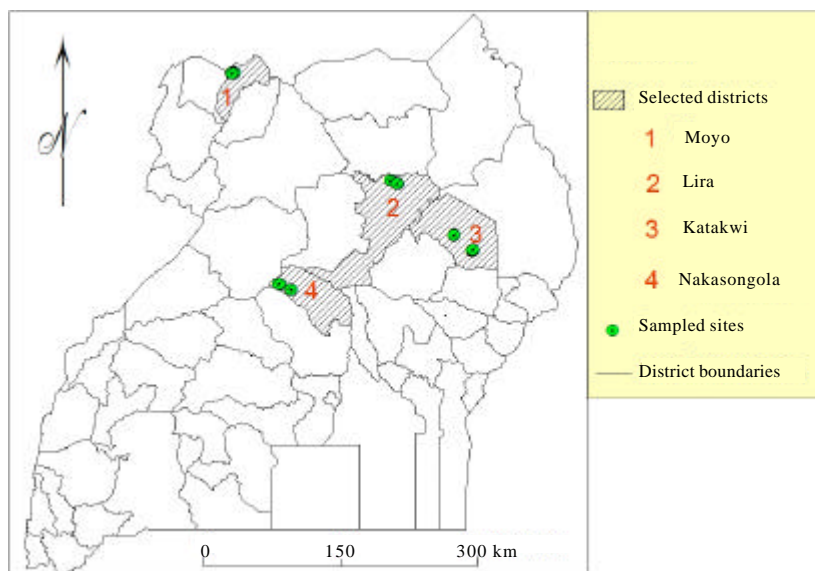 N
1
2
3
4
Selected districts
1 Moyo
2 Lira
3 Katakwi
4 Nakasongola
Sampled sites
District boundaries
0 150 300 km